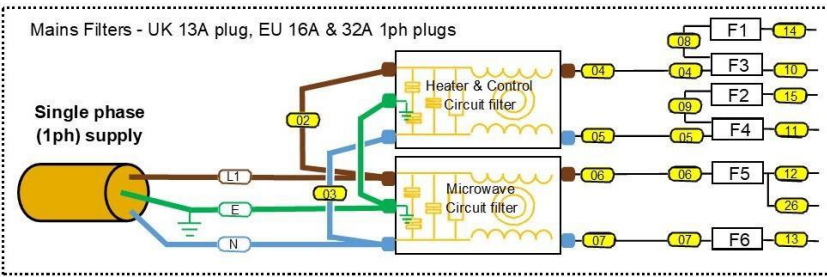 Mains Filters - UK 13A plug, EU 16A & 32A 1ph plugs
F1
14
08
Heater & Control
Circuit filter
04
04
F3
10
02
09
F2
15
Single phase
(1ph) supply
05
05
F4
11
L1
03
Microwave
Circuit filter
06
06
F5
12
E
26
N
07
07
F6
13